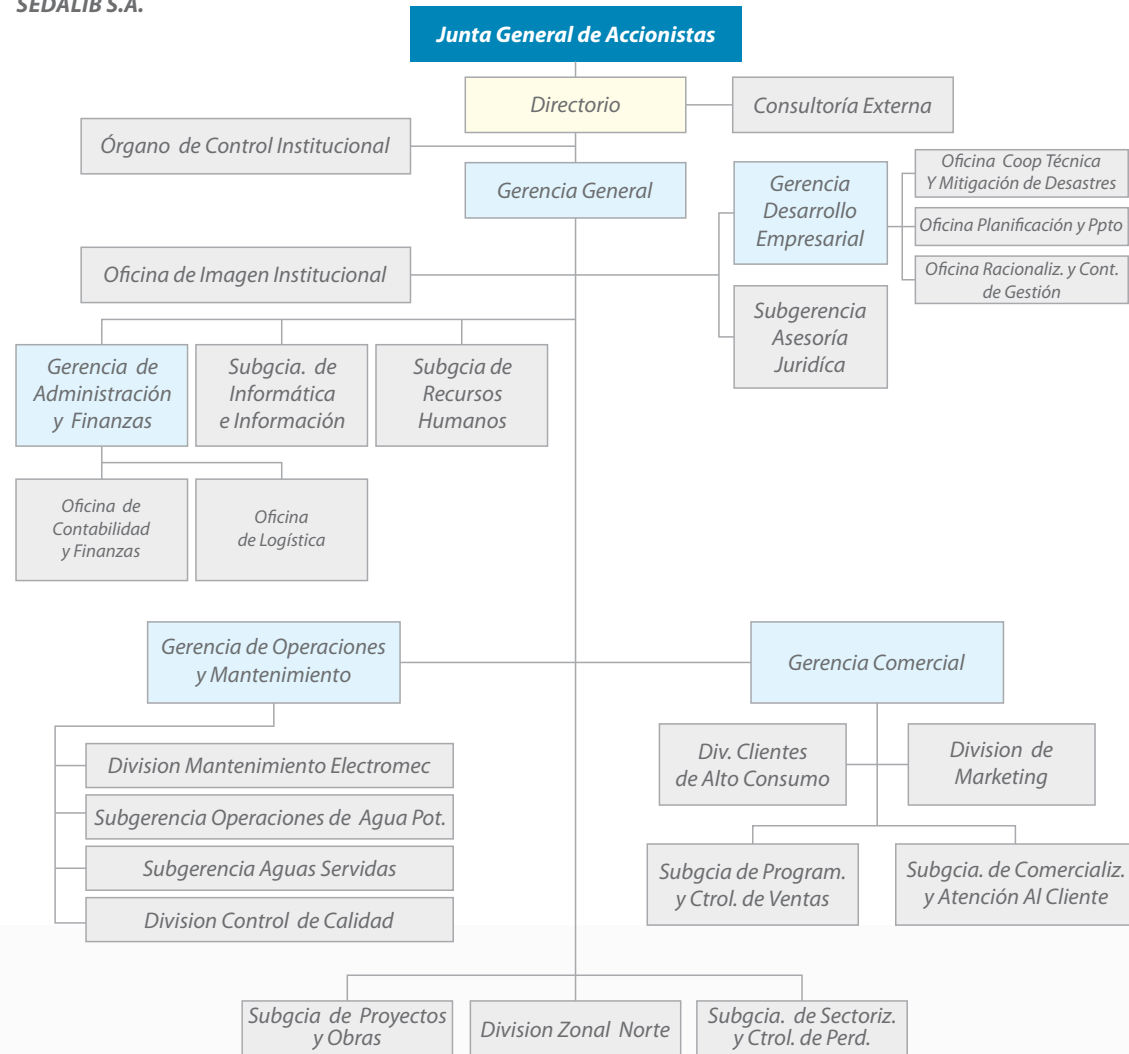 SEDALIB S.A.
Junta General de Accionistas
Directorio
Consultoría Externa
Órgano de Control Institucional
Gerencia General
Gerencia
Desarrollo
Empresarial
Oficina Coop Técnica
Y Mitigación de Desastres
Oficina Planificación y Ppto
Oficina Racionaliz. y Cont.
de Gestión
Oficina de Imagen Institucional
Subgerencia
Asesoría
Juridíca
Gerencia de
Administración
y Finanzas
Subgcia. de
Informática
e Información
Subgcia de
Recursos
Humanos
Oficina de
Contabilidad
y Finanzas
Oficina
de Logística
Gerencia de Operaciones
y Mantenimiento
Gerencia Comercial
Division Mantenimiento Electromec
Subgerencia Operaciones de Agua Pot.
Subgerencia Aguas Servidas
Division Control de Calidad
Div. Clientes
de Alto Consumo
Division de
Marketing
Subgcia de Program.
y Ctrol. de Ventas
Subgcia. de Comercializ.
y Atención Al Cliente
Subgcia de Proyectos
y Obras
Division Zonal Norte
Subgcia. de Sectoriz.
y Ctrol. de Perd.